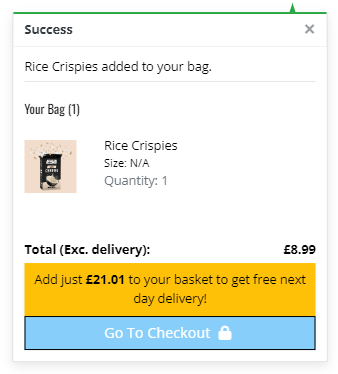 Success
×
Rice Crispies added to your bag.
Your Bag (1)
Rice Crispies
Size: N/A
Quantity: 1
Total (Exc. delivery): £8.99
Add just £21.01 to your basket to get free next
day delivery!
Go To Checkout